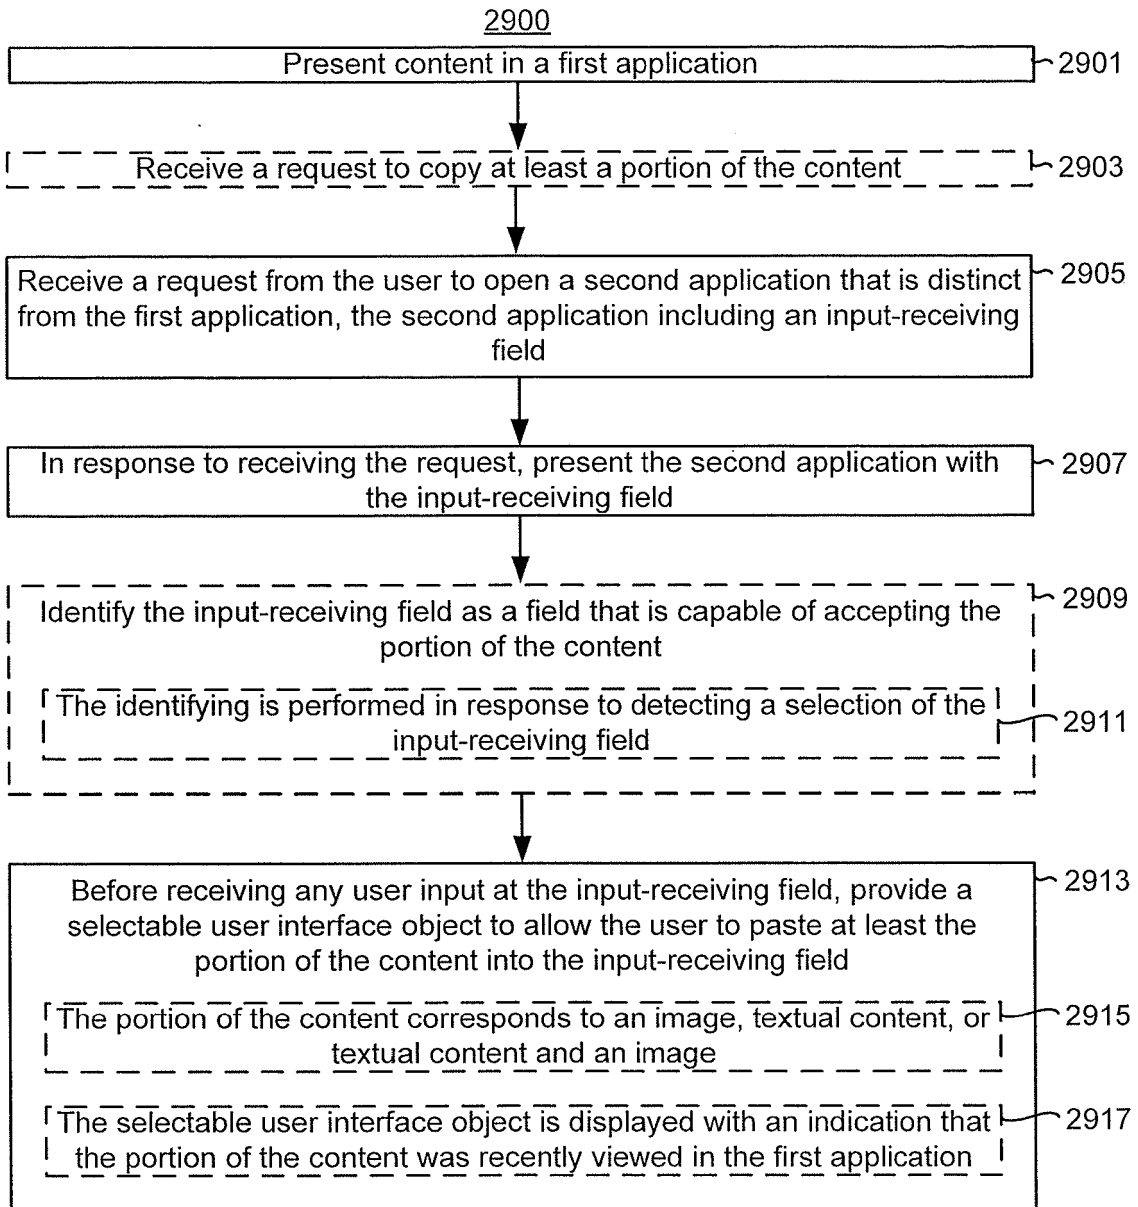 2900
Present content in a first application
2901
Receive a request to copy at least a portion of the content
2903
Receive a request from the user to open a second application that is distinct
from the first application, the second application including an input-receiving
field
2905
In response to receiving the request, present the second application with
the input-receiving field
2907
Identify the input-receiving field as a field that is capable of accepting the
portion of the content
2909
The identifying is performed in response to detecting a selection of the
input-receiving field
2911
Before receiving any user input at the input-receiving field, provide a
selectable user interface object to allow the user to paste at least the
portion of the content into the input-receiving field
2913
The portion of the content corresponds to an image, textual content, or
textual content and an image
2915
The selectable user interface object is displayed with an indication that
the portion of the content was recently viewed in the first application
2917